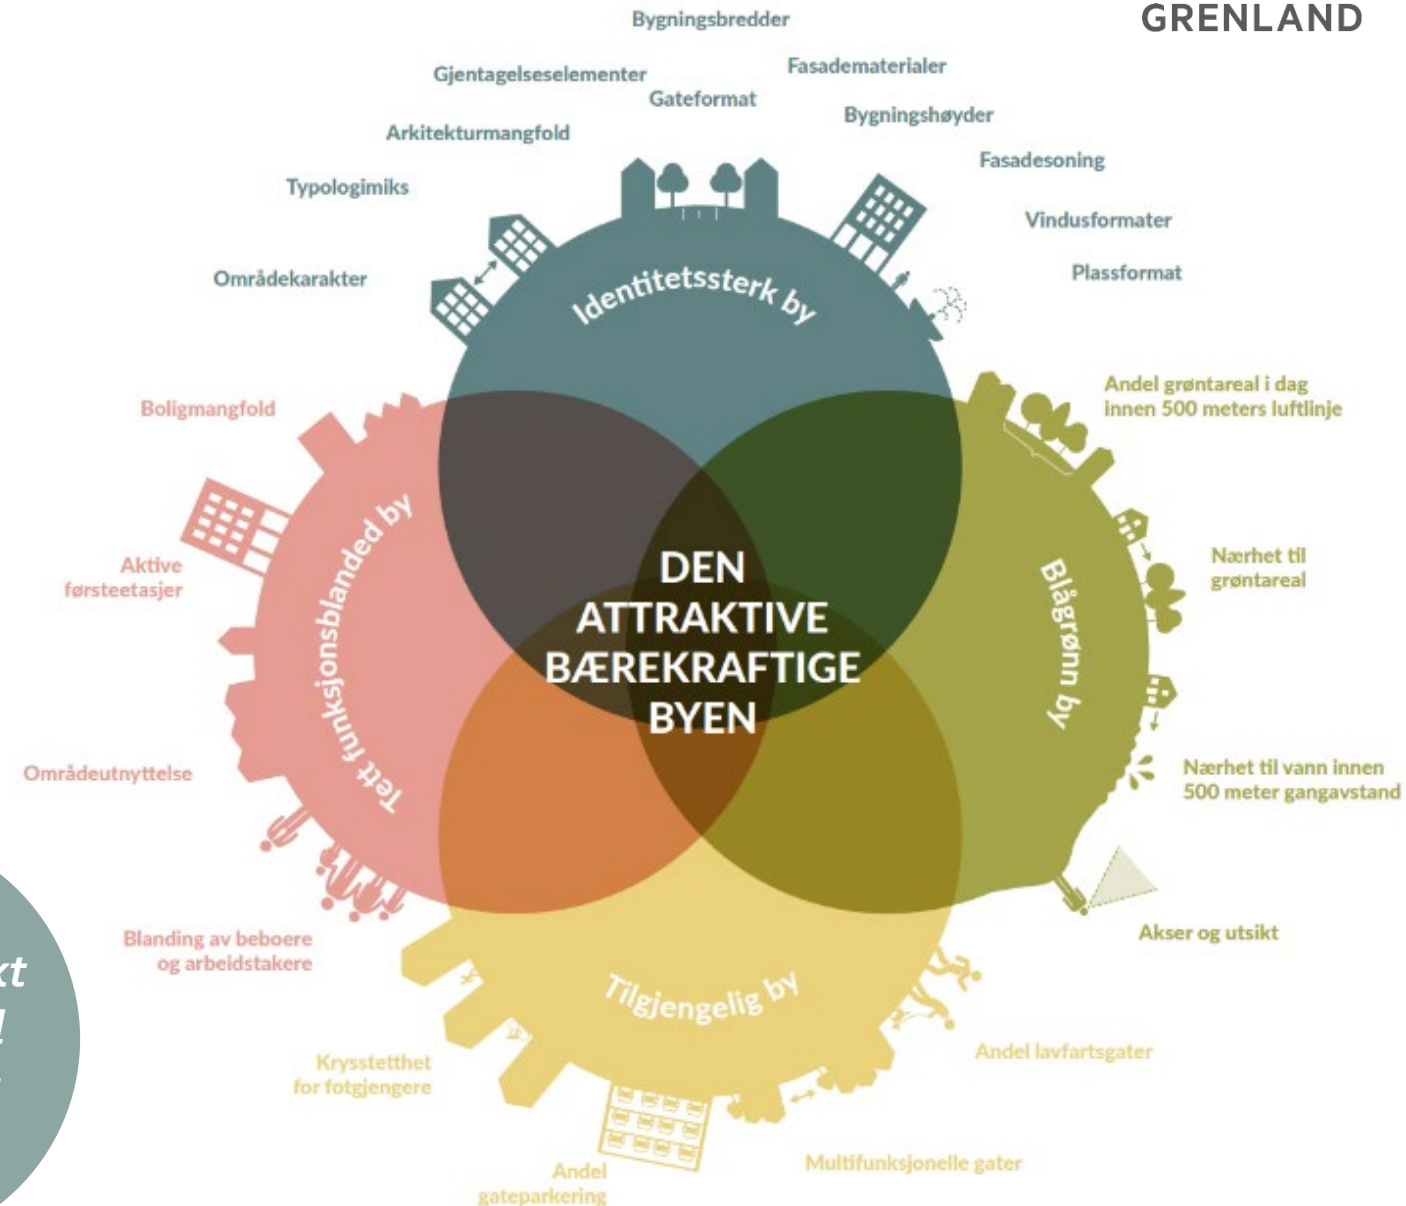 GRENLAND
Bygningsbredder
Fasadematerialer
Gjentagelseselementer
Gateformat
Bygningshøyder
Arkitekturmangfold
Fasadesoning
Typologimiks
Vindusformater
Plassformat
Områdekarakter
Identitetssterk by
Andel grøntareal i dag
innen 500 meters luftlinje
Boligmangfold
Tett funksjonsblanded by
Blågrønn by
Nærhet til
grøntareal
Aktive
førsteetasjer
DEN
ATTRAKTIVE
BÆREKRAFTIGE
BYEN
Områdeutnyttelse
Nærhet til vann innen
500 meter gangavstand
Blanding av beboere
og arbeidstakere
Akser og utsikt
Tilgjengelig by
Krysstetthet
for fotgjengere
Andel lavfartsgater
Andel
gateparkering
Multifunksjonelle gater